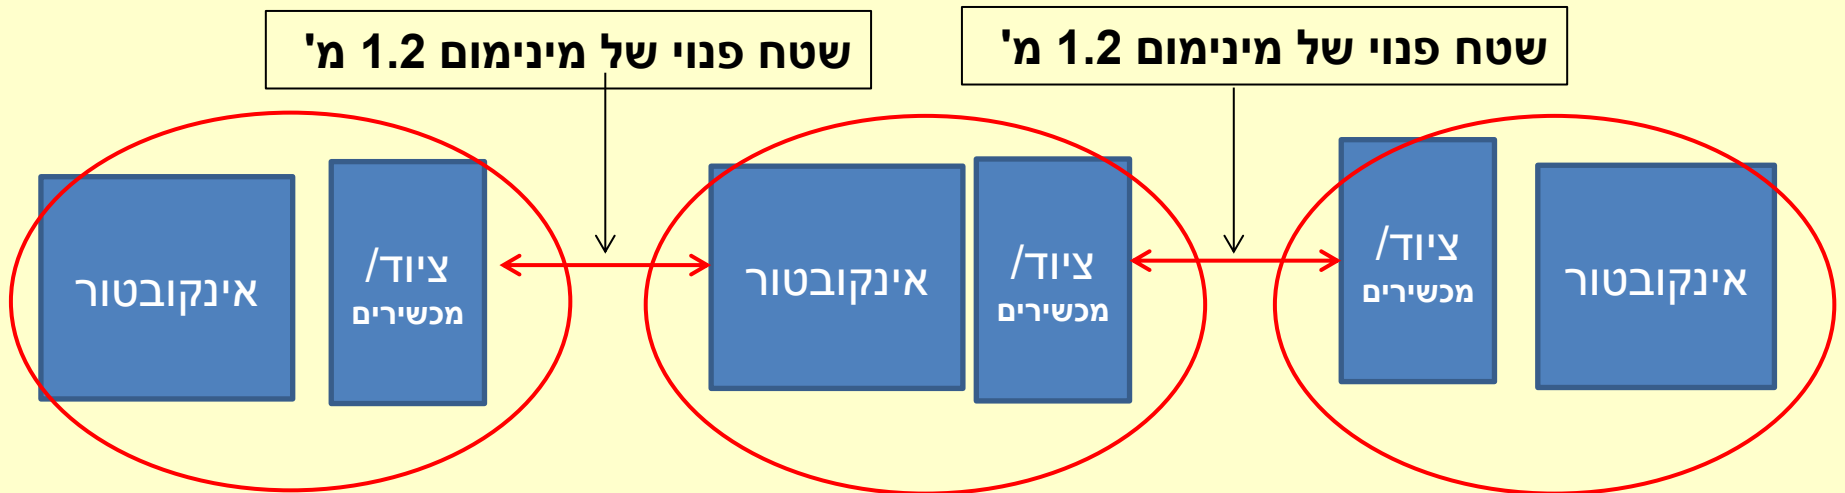 שטח פנוי של מינימום 1.2 מ'
שטח פנוי של מינימום 1.2 מ'
אינקובטור
ציוד/
מכשירים
אינקובטור
ציוד/
מכשירים
ציוד/
מכשירים
אינקובטור